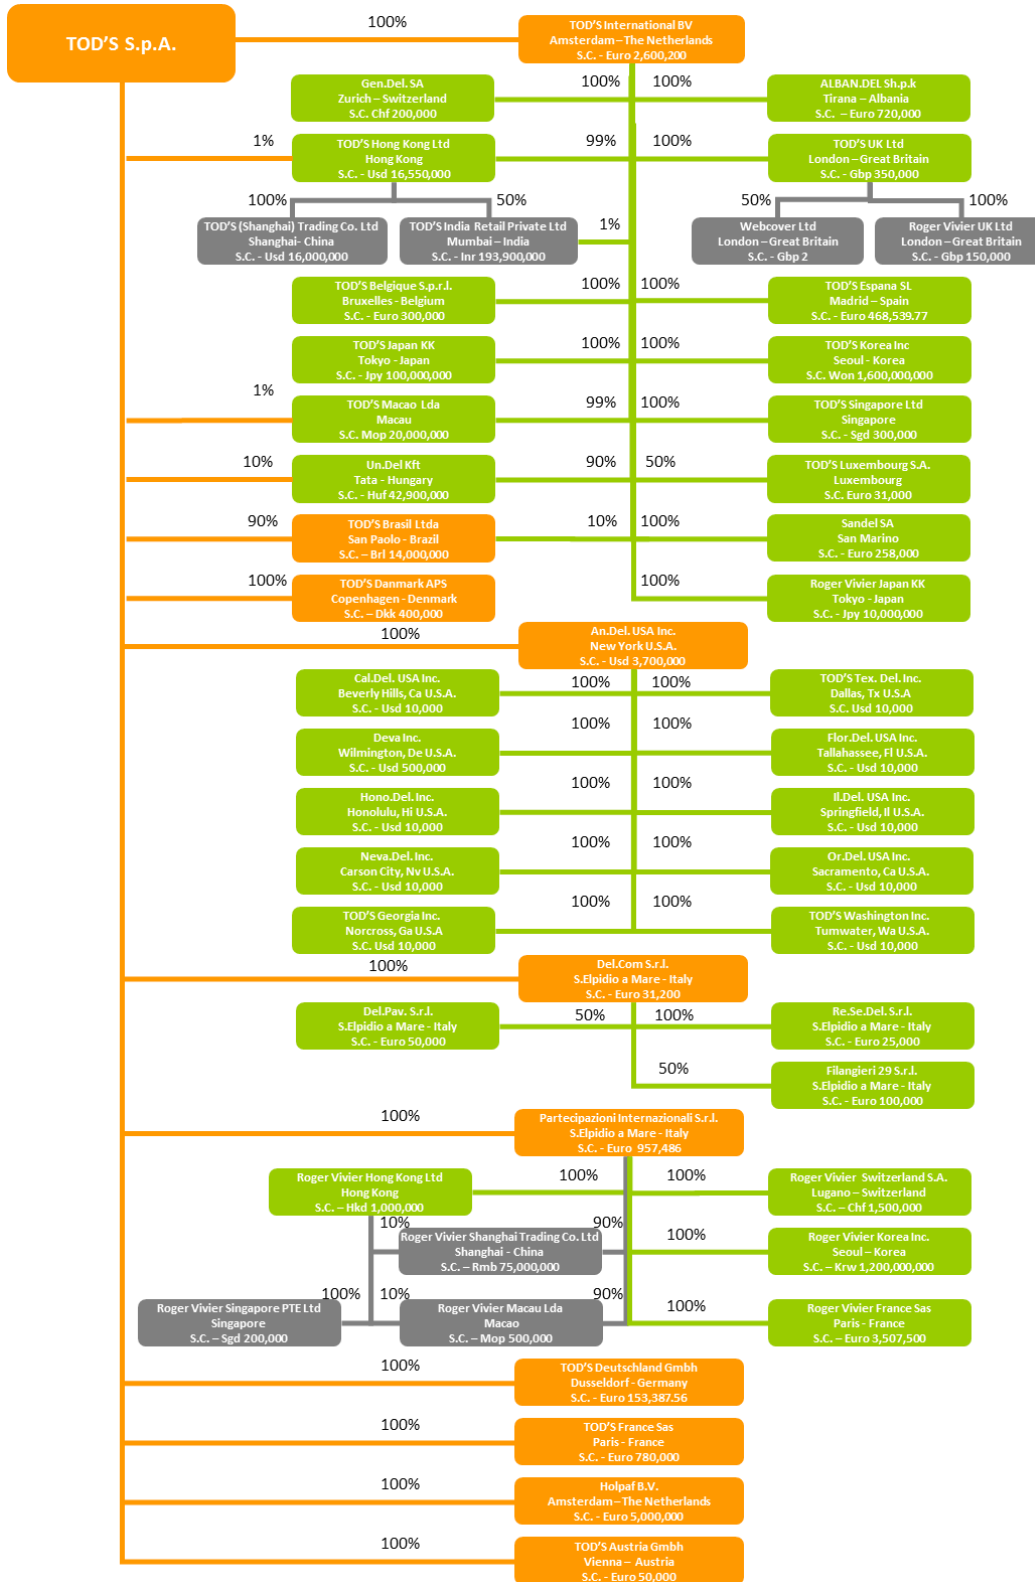 TOD'S S.p.A.
100%
TOD'S International BV
Amsterdam – The Netherlands
S.C. - Euro 2,600,200
Gen.Del. SA
Zurich – Switzerland
S.C. Chf 200,000
100%
100%
ALBAN.DEL Sh.p.k
Tirana – Albania
S.C. – Euro 720,000
1%
TOD'S Hong Kong Ltd
Hong Kong
S.C. - Usd 16,550,000
99%
100%
TOD'S UK Ltd
London – Great Britain
S.C. - Gbp 350,000
100%
50%
50%
100%
TOD'S (Shanghai) Trading Co. Ltd
Shanghai- China
S.C. - Usd 16,000,000
TOD'S India Retail Private Ltd
Mumbai – India
S.C. - Inr 193,900,000
1%
Webcover Ltd
London – Great Britain
S.C. - Gbp 2
Roger Vivier UK Ltd
London – Great Britain
S.C. - Gbp 150,000
TOD'S Belgique S.p.r.l.
Bruxelles - Belgium
S.C. - Euro 300,000
100%
100%
TOD'S Espana SL
Madrid – Spain
S.C. - Euro 468,539.77
TOD'S Japan KK
Tokyo - Japan
S.C. - Jpy 100,000,000
100%
100%
TOD'S Korea Inc
Seoul - Korea
S.C. Won 1,600,000,000
1%
TOD'S Macao Lda
Macau
S.C. Mop 20,000,000
99%
100%
TOD'S Singapore Ltd
Singapore
S.C. - Sgd 300,000
10%
Un.Del Kft
Tata - Hungary
S.C. - Huf 42,900,000
90%
50%
TOD'S Luxembourg S.A.
Luxembourg
S.C. Euro 31,000
90%
TOD'S Brasil Ltda
San Paolo - Brazil
S.C. – Brl 14,000,000
10%
100%
Sandel SA
San Marino
S.C. - Euro 258,000
100%
TOD'S Danmark APS
Copenhagen - Denmark
S.C. – Dkk 400,000
100%
Roger Vivier Japan KK
Tokyo - Japan
S.C. - Jpy 10,000,000
100%
An.Del. USA Inc.
New York U.S.A.
S.C. - Usd 3,700,000
Cal.Del. USA Inc.
Beverly Hills, Ca U.S.A.
S.C. - Usd 10,000
100%
100%
TOD'S Tex. Del. Inc.
Dallas, Tx U.S.A
S.C. Usd 10,000
Deva Inc.
Wilmington, De U.S.A.
S.C. - Usd 500,000
100%
100%
Flor.Del. USA Inc.
Tallahassee, Fl U.S.A.
S.C. - Usd 10,000
Hono.Del. Inc.
Honolulu, Hi U.S.A.
S.C. - Usd 10,000
100%
100%
Il.Del. USA Inc.
Springfield, Il U.S.A.
S.C. - Usd 10,000
Neva.Del. Inc.
Carson City, Nv U.S.A.
S.C. - Usd 10,000
100%
100%
Or.Del. USA Inc.
Sacramento, Ca U.S.A.
S.C. - Usd 10,000
TOD'S Georgia Inc.
Norcross, Ga U.S.A
S.C. Usd 10,000
100%
100%
TOD'S Washington Inc.
Tumwater, Wa U.S.A.
S.C. - Usd 10,000
100%
Del.Com S.r.l.
S.Elpidio a Mare - Italy
S.C. - Euro 31,200
Del.Pav. S.r.l.
S.Elpidio a Mare - Italy
S.C. - Euro 50,000
50%
100%
Re.Se.Del. S.r.l.
S.Elpidio a Mare - Italy
S.C. - Euro 25,000
50%
Filangieri 29 S.r.l.
S.Elpidio a Mare - Italy
S.C. - Euro 100,000
100%
Partecipazioni Internazionali S.r.l.
S.Elpidio a Mare - Italy
S.C. - Euro 957,486
Roger Vivier Hong Kong Ltd
Hong Kong
S.C. – Hkd 1,000,000
100%
100%
Roger Vivier Switzerland S.A.
Lugano – Switzerland
S.C. – Chf 1,500,000
10%
Roger Vivier Shanghai Trading Co. Ltd
Shanghai - China
S.C. – Rmb 75,000,000
90%
100%
Roger Vivier Korea Inc.
Seoul – Korea
S.C. – Krw 1,200,000,000
100%
Roger Vivier Singapore PTE Ltd
Singapore
S.C. – Sgd 200,000
10%
Roger Vivier Macau Lda
Macao
S.C. – Mop 500,000
90%
100%
Roger Vivier France Sas
Paris - France
S.C. – Euro 3,507,500
100%
TOD'S Deutschland Gmbh
Dusseldorf - Germany
S.C. - Euro 153,387.56
100%
TOD'S France Sas
Paris - France
S.C. - Euro 780,000
100%
Holpaf B.V.
Amsterdam – The Netherlands
S.C. - Euro 5,000,000
100%
TOD'S Austria Gmbh
Vienna – Austria
S.C. - Euro 50,000